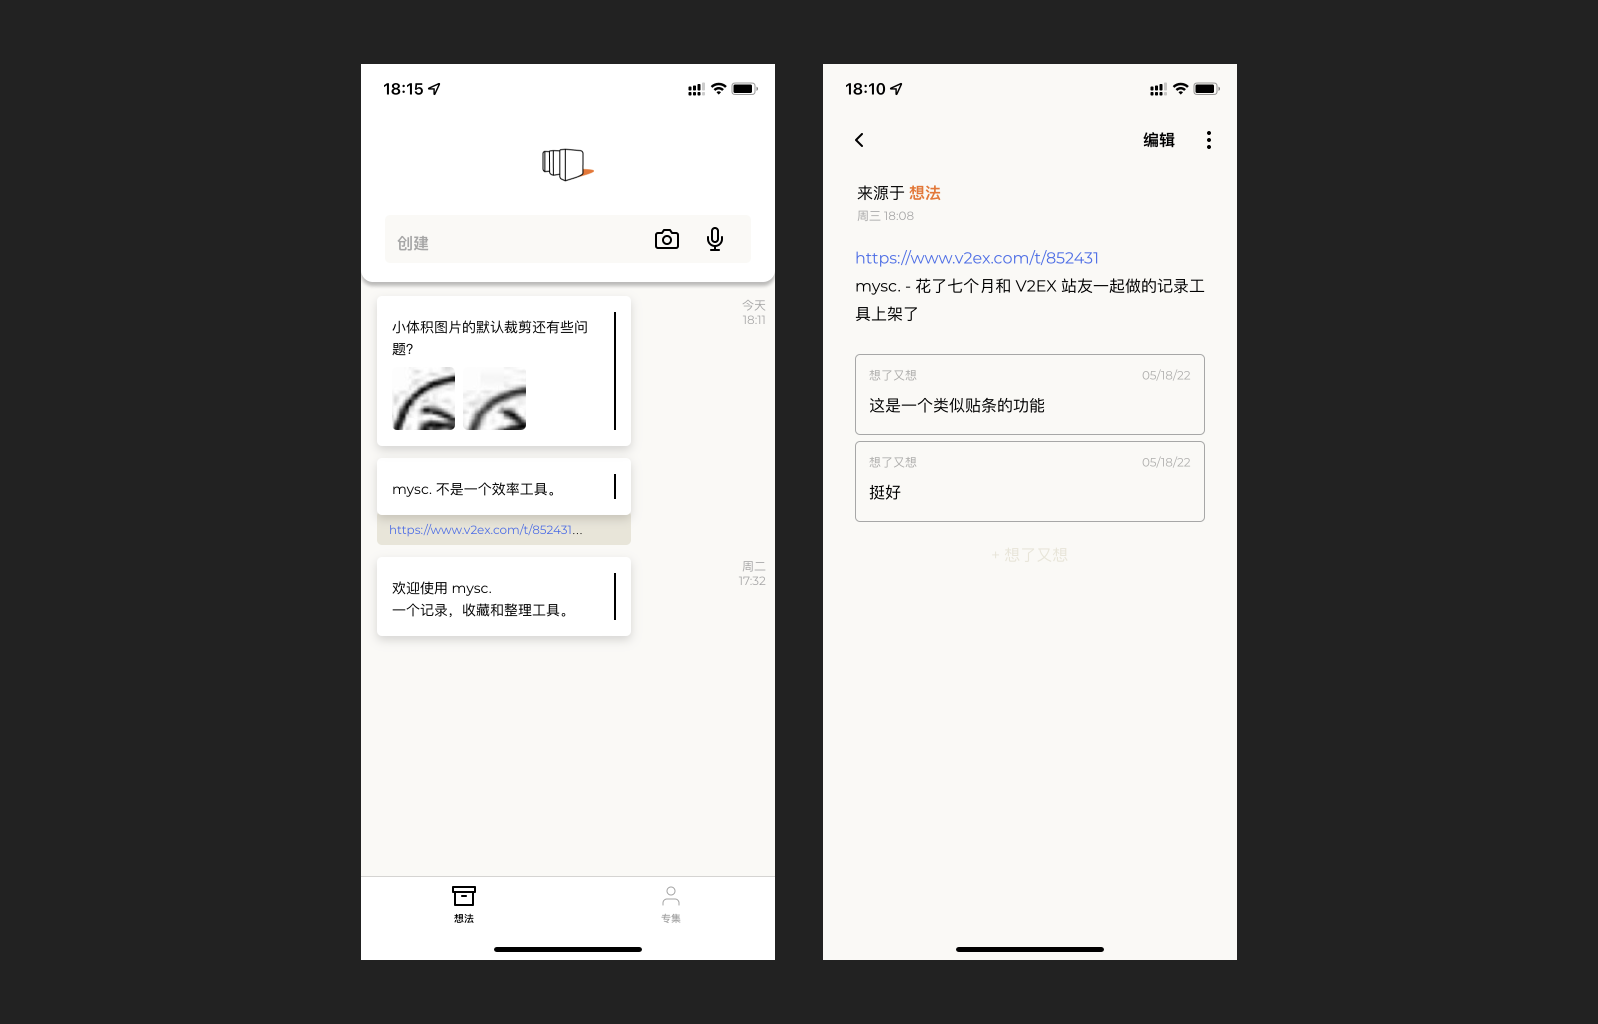 18:15
创建
今天
18:11
小体积图片的默认裁剪还有些问
题？
mysc. 不是一个效率工具。
https://www.v2ex.com/t/852431...
周二
17:32
欢迎使用 mysc.
一个记录，收藏和整理工具。
想法
专集
18:10
编辑
来源于 想法
周三 18:08
https://www.v2ex.com/t/852431
mysc. - 花了七个月和 V2EX 站友一起做的记录工
具上架了
想了又想
05/18/22
这是一个类似贴条的功能
想了又想
05/18/22
挺好
+ 想了又想